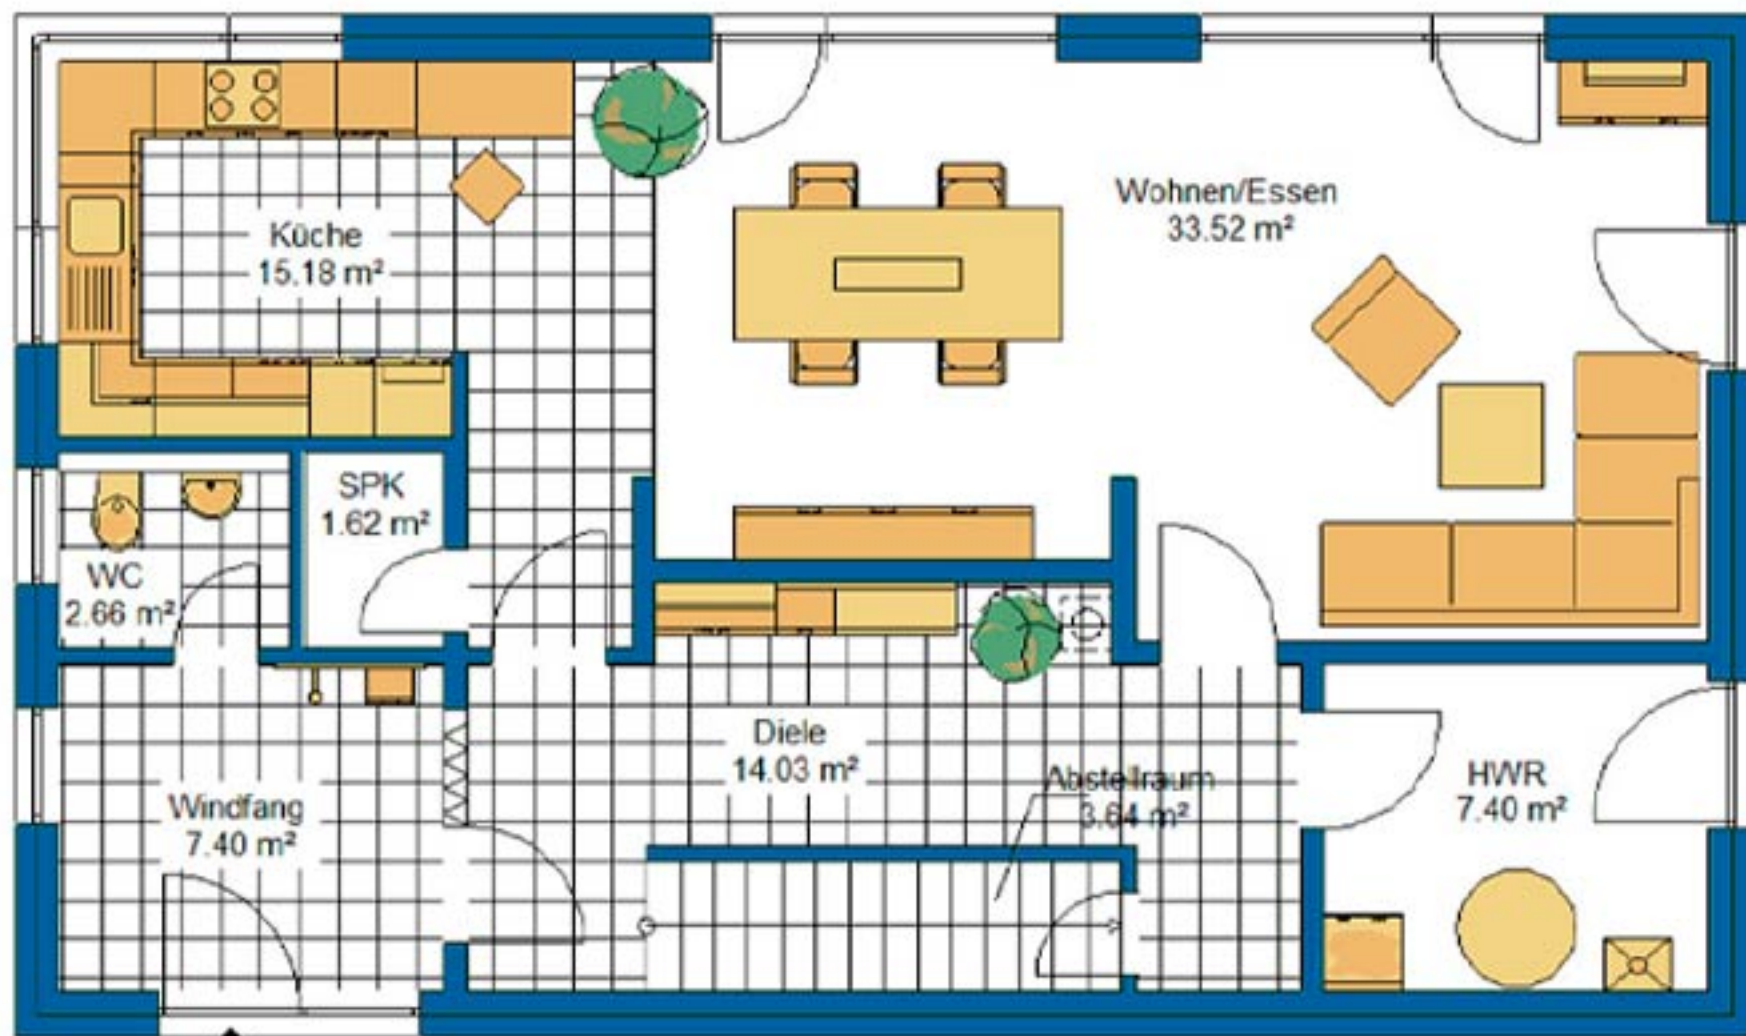 Küche
15.18 m²
Wohnen/Essen
33.52 m²
SPK
1.62 m²
WC
2.66 m²
Diele
14.03 m²
Abstellraum
3.64 m²
HWR
7.40 m²
Windfang
7.40 m²